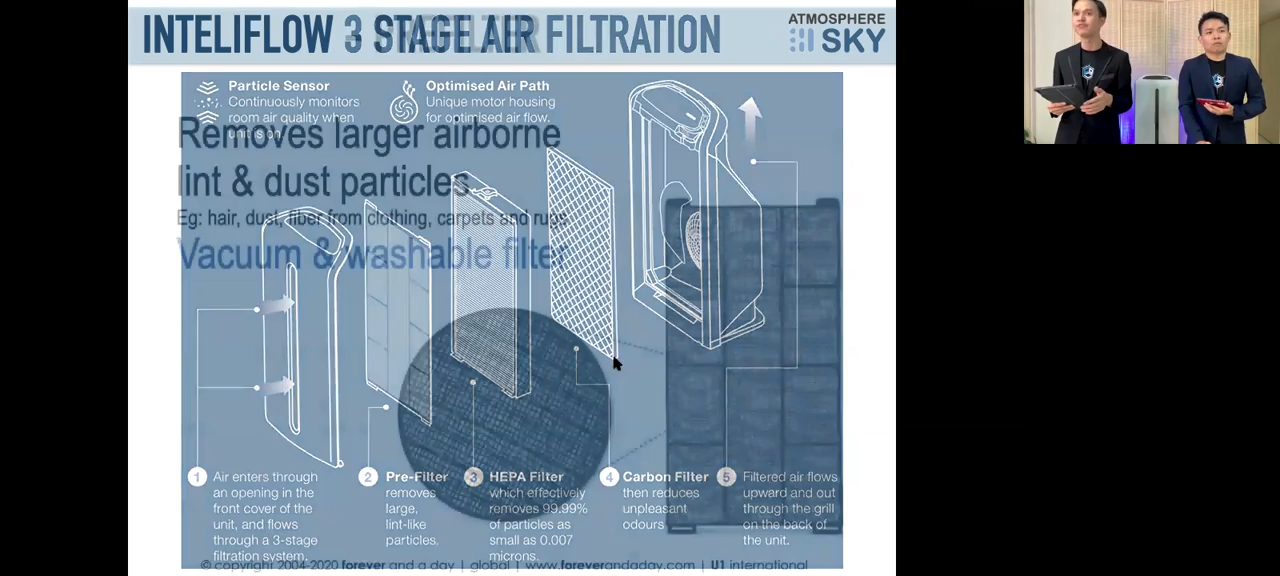 INTELIFLOW 3 STAGE AIR FILTRATION
ATMOSPHERE
SKY
Particle Sensor
Continuously monitors
room air quality when
unit is on.
Optimised Air Path
Unique motor housing
for optimised air flow.
Removes larger airborne
lint & dust particles
Eg: hair, dust, fiber from clothing, carpets and rugs
Vacuum & washable filter
1 Air enters through
an opening in the
front cover of the
unit, and flows
through a 3-stage
filtration system.
2 Pre-Filter
removes
large,
lint-like
particles.
3 HEPA Filter
which effectively
removes 99.99%
of particles as
small as 0.007
microns.
4 Carbon Filter
then reduces
unpleasant
odours
5 Filtered air flows
upward and out
through the grill
on the back of
the unit.
© copyright 2004-2020 forever and a day | global | www.foreverandaday.com | U1 international